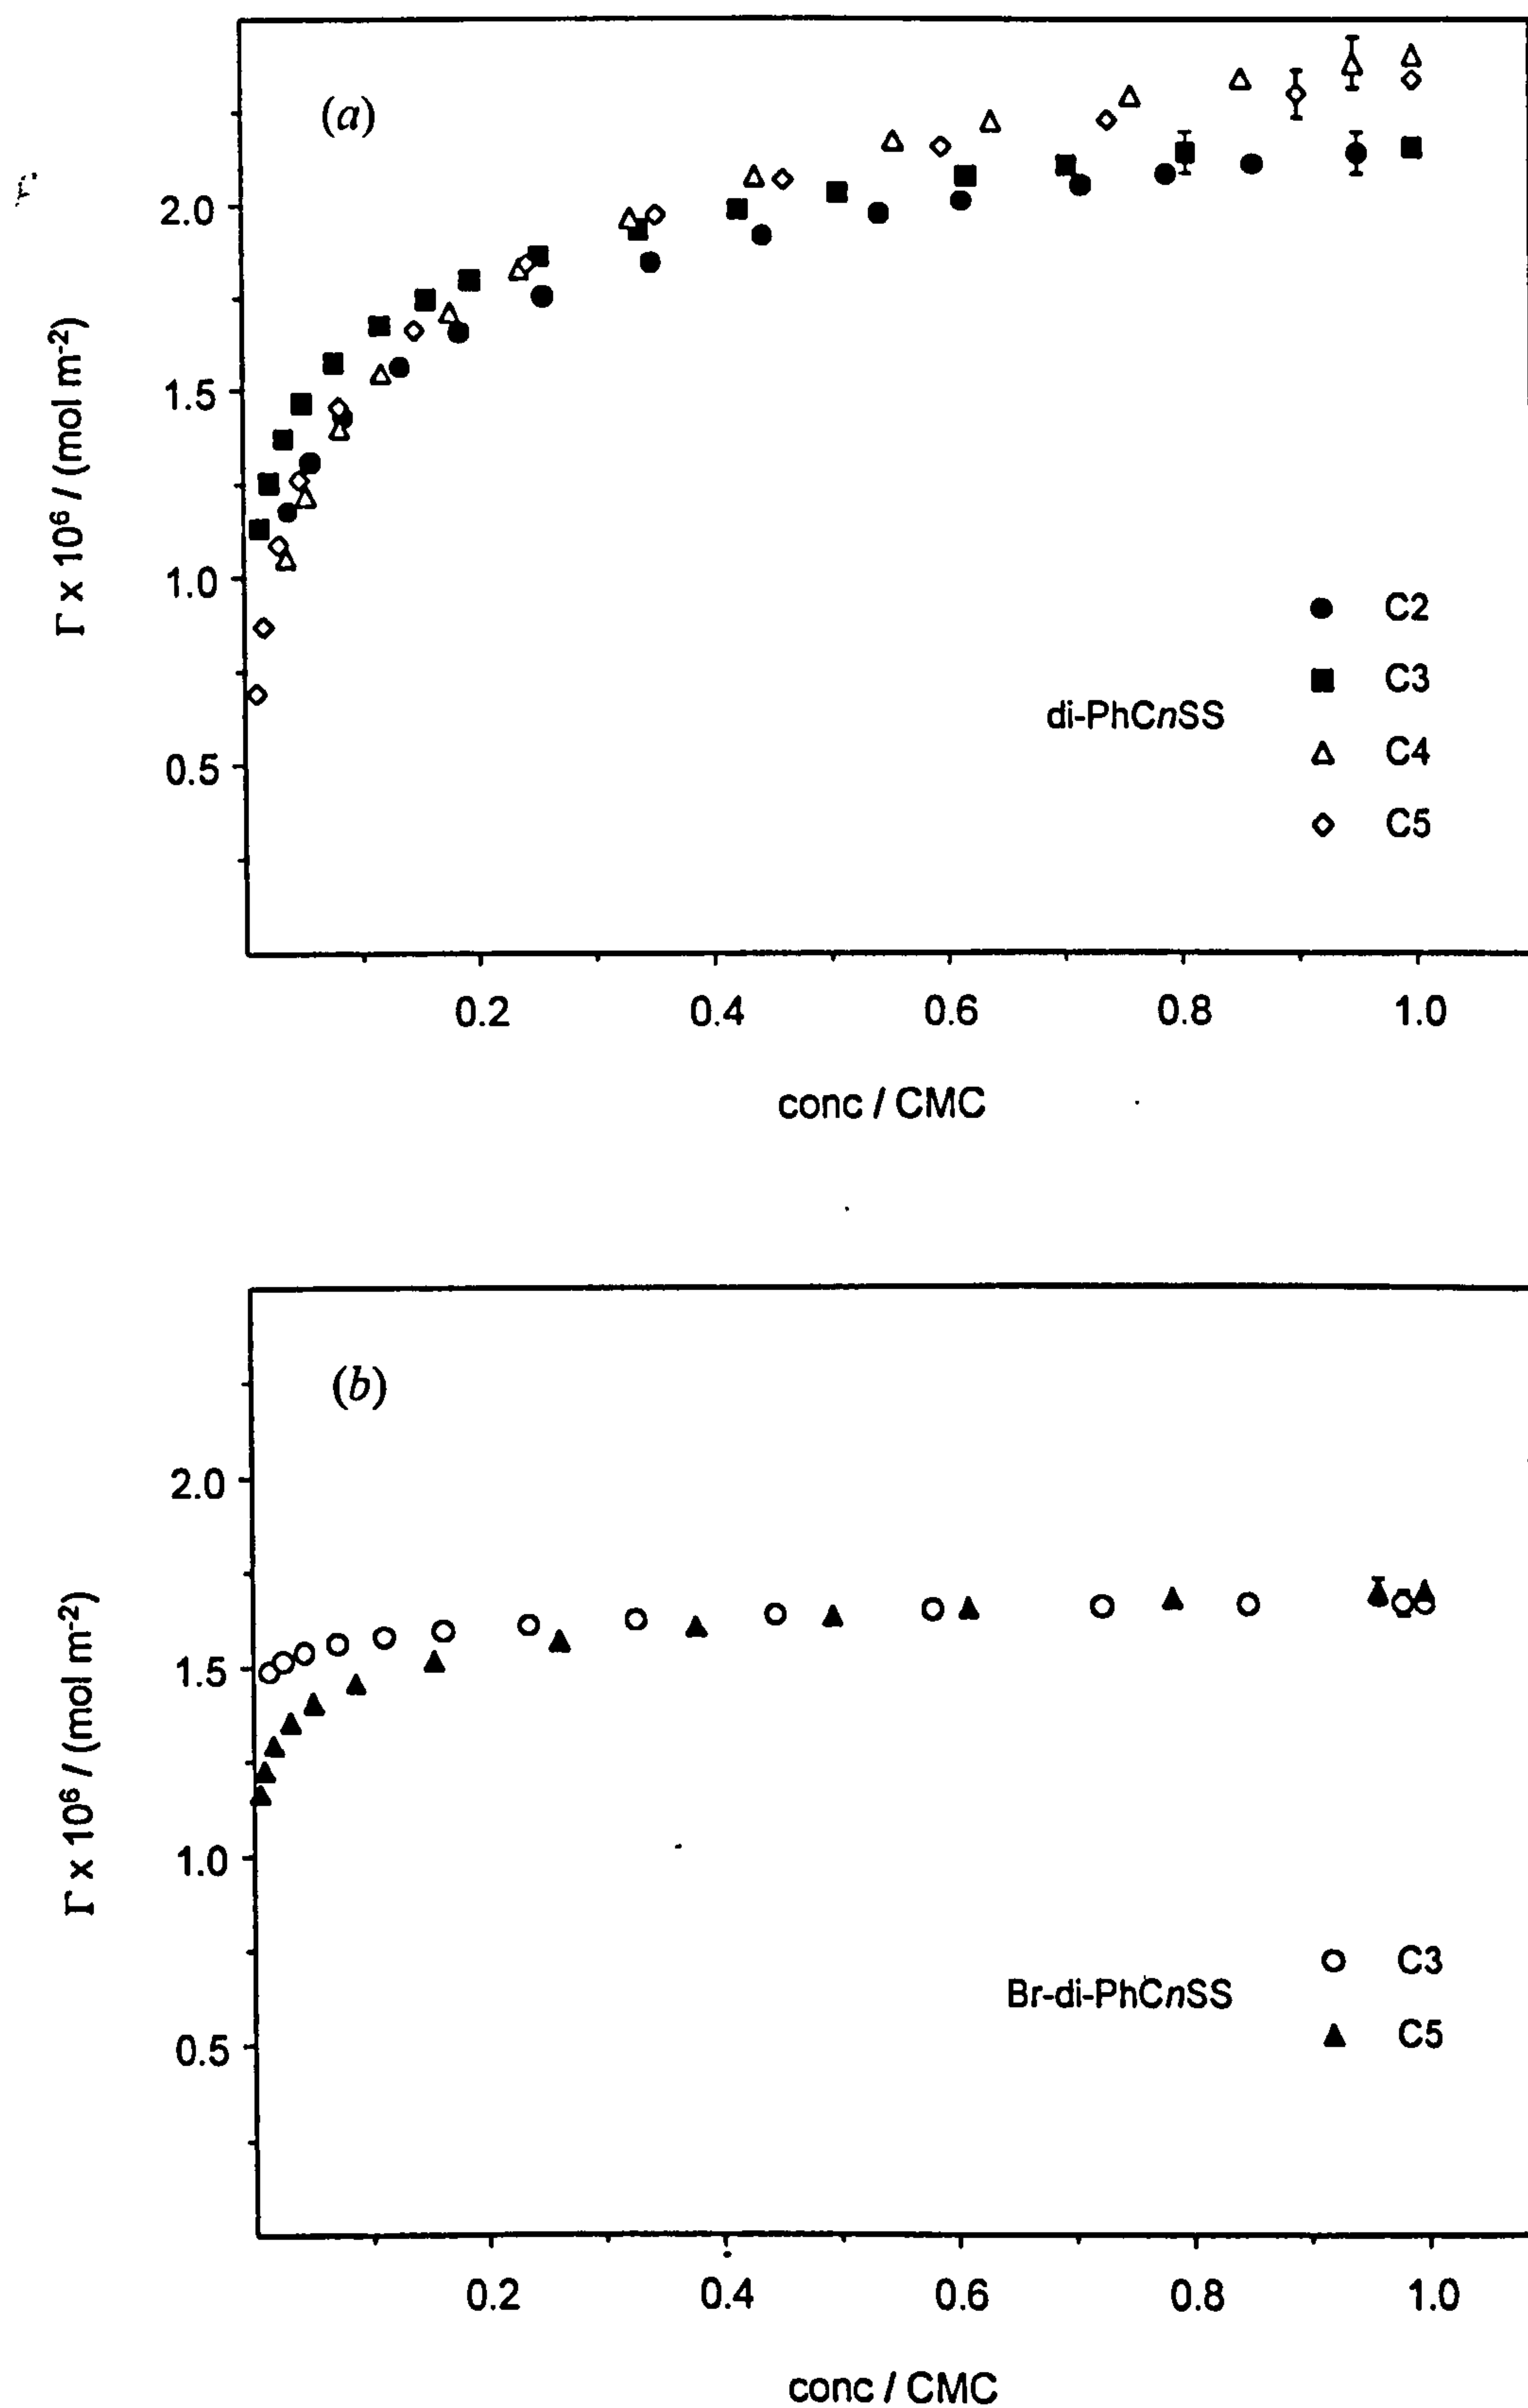 (a)
2.0
1.5
1.0
0.5
Γ x 10⁶ / (mol m⁻²)
C2
C3
di-PhCnSS
C4
C5
0.2 0.4 0.6 0.8 1.0
conc / CMC
(b)
2.0
1.5
1.0
0.5
Γ x 10⁶ / (mol m⁻²)
C3
Br-di-PhCnSS
C5
0.2 0.4 0.6 0.8 1.0
conc / CMC